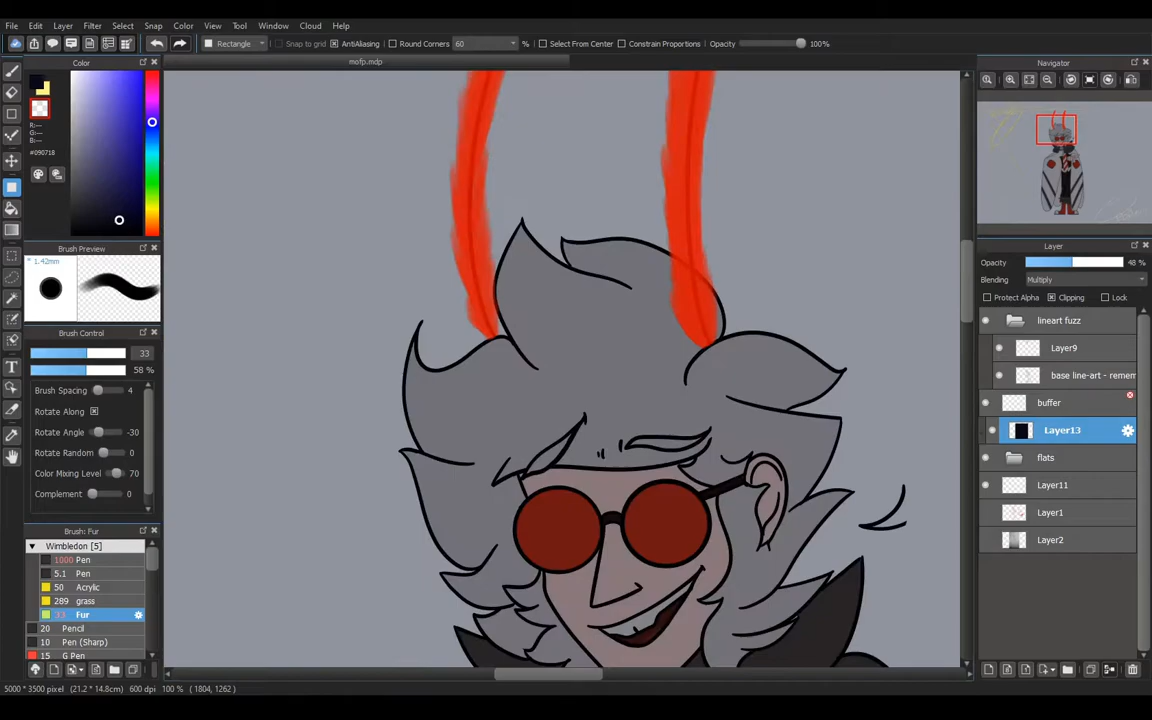 File Edit Layer Filter Select Snap Color View Tool Window Cloud Help
Rectangle Snap to grid AntiAliasing Round Corners 60 % Select From Center Constrain Proportions Opacity 100%
mofp.mdp
Color
R:---
G:---
B:---
#090718
Brush Preview
* 1.42mm
Brush Control
33
58 %
Brush Spacing 4
Rotate Along
Rotate Angle -30
Rotate Random 0
Color Mixing Level 70
Complement 0
Brush: Fur
Wimbledon [5]
1000 Pen
5.1 Pen
50 Acrylic
289 grass
33 Fur
20 Pencil
10 Pen (Sharp)
15 G Pen
Navigator
Layer
Opacity 48 %
Blending Multiply
Protect Alpha Clipping Lock
lineart fuzz
Layer9
base line-art - remem
buffer
Layer13
flats
Layer11
Layer1
Layer2
5000 * 3500 pixel (21.2 * 14.8cm) 600 dpi 100 % ( 1804, 1262 )